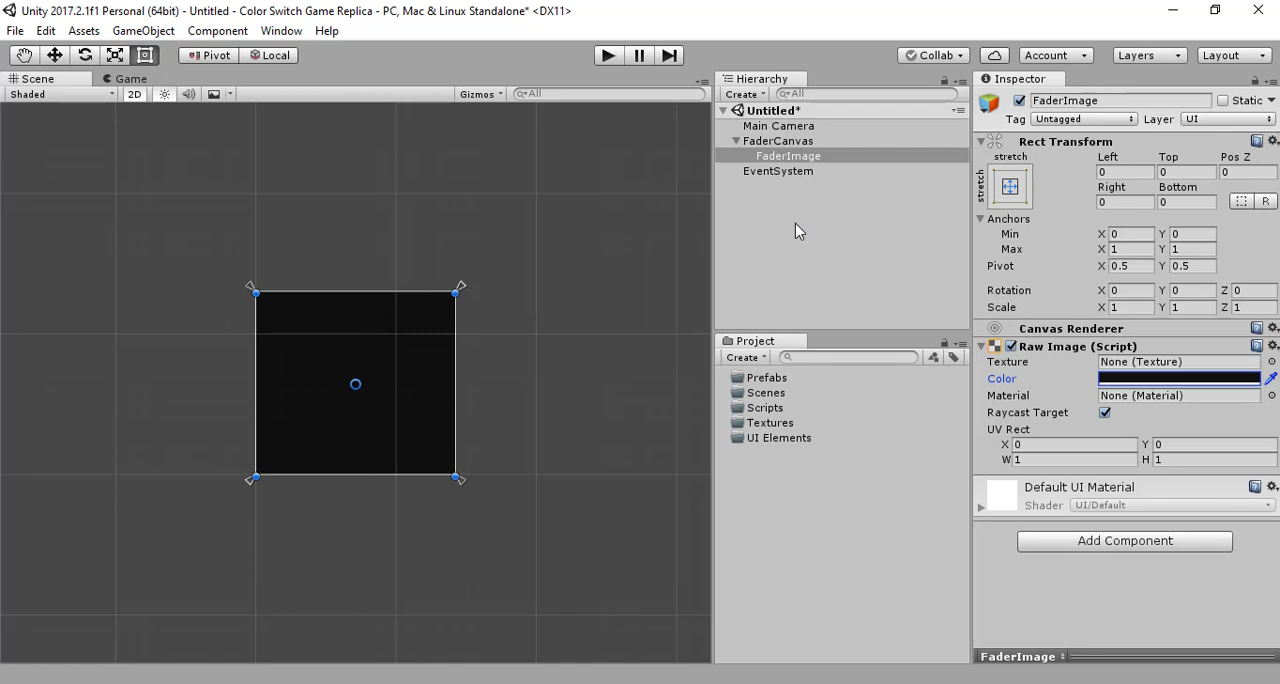 Unity 2017.2.1f1 Personal (64bit) - Untitled - Color Switch Game Replica - PC, Mac & Linux Standalone* <DX11>
File Edit Assets GameObject Component Window Help
Pivot Local Collab Account Layers Layout
Scene Game
Shaded 2D Gizmos All
Hierarchy
Create All
Untitled*
Main Camera
FaderCanvas
FaderImage
EventSystem
Project
Create
Prefabs
Scenes
Scripts
Textures
UI Elements
Inspector
FaderImage Static
Tag Untagged Layer UI
Rect Transform
stretch Left Top Pos Z
stretch 0 0 0
Right Bottom
0 0 R
Anchors
Min X 0 Y 0
Max X 1 Y 1
Pivot X 0.5 Y 0.5
Rotation X 0 Y 0 Z 0
Scale X 1 Y 1 Z 1
Canvas Renderer
Raw Image (Script)
Texture None (Texture)
Color
Material None (Material)
Raycast Target
UV Rect
X 0 Y 0
W 1 H 1
Default UI Material
Shader UI/Default
Add Component
FaderImage